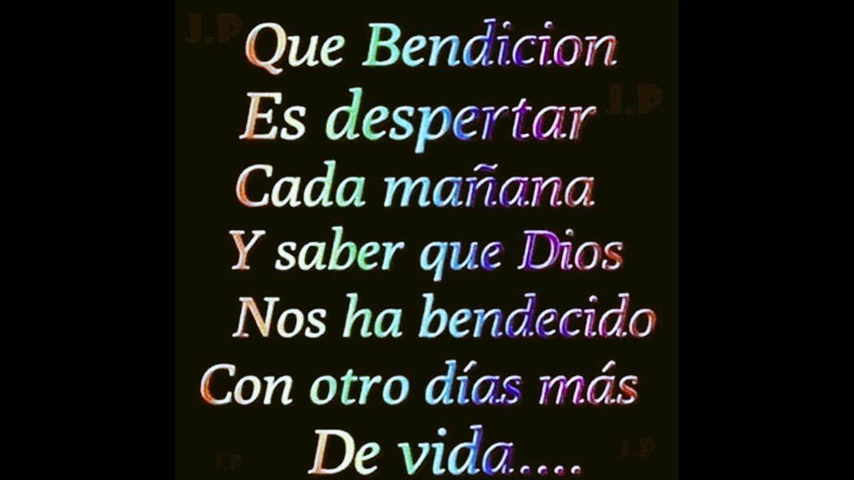 J.P
Que Bendicion
Es despertar
J.P
Cada mañana
Y saber que Dios
Nos ha bendecido
Con otro días más
De vida....
J.P
J.P